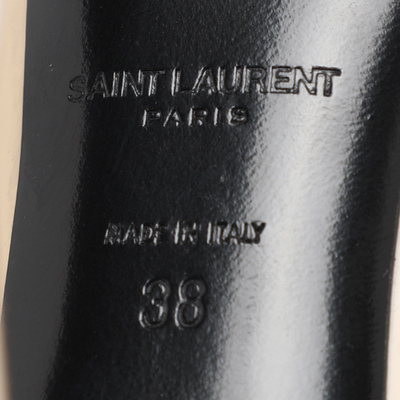 SAINT LAURENT
PARIS
MADE IN ITALY
38